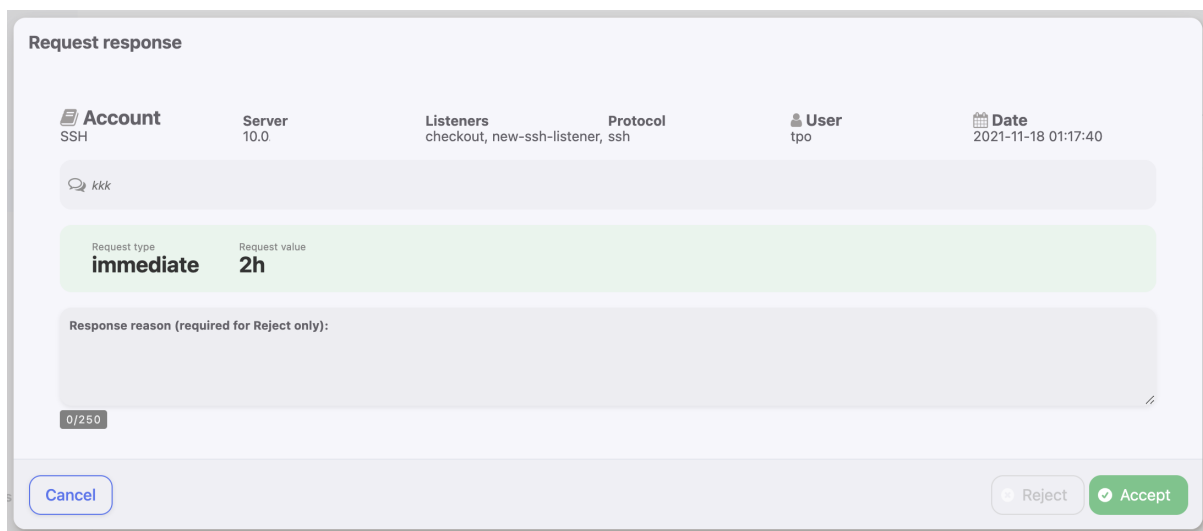 Request response
Account
SSH
Server
10.0.
Listeners
checkout, new-ssh-listener,
Protocol
ssh
User
tpo
Date
2021-11-18 01:17:40
kkk
Request type
immediate
Request value
2h
Response reason (required for Reject only):
0/250
Cancel
Reject
Accept